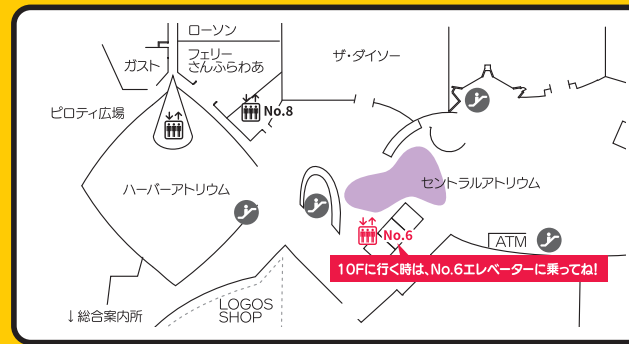 ローソン
フェリー
さんふらわあ
ザ・ダイソー
ガスト
No.8
ピロティ広場
ハーバーアトリウム
セントラルアトリウム
No.6
ATM
10Fに行く時は、No.6エレベーターに乗ってね!
LOGOS
SHOP
↓総合案内所